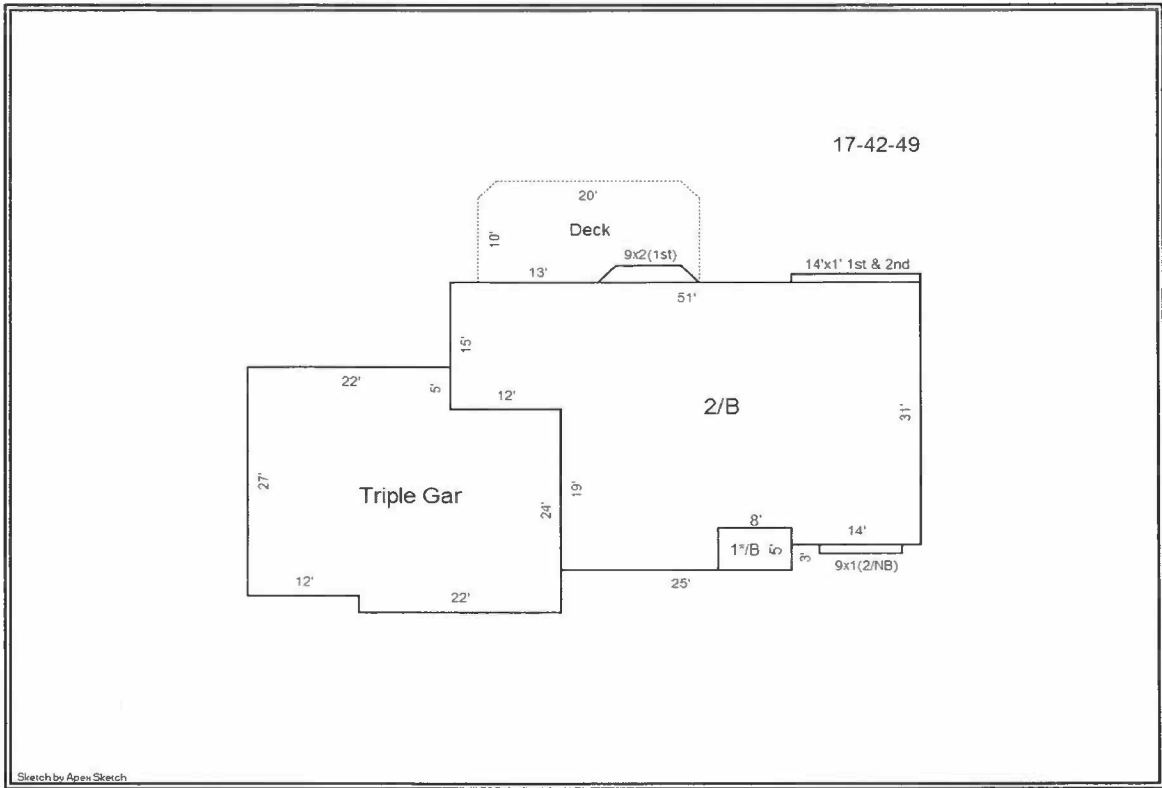 17-42-49
20'
10'
Deck
9x2(1st)
13'
14'x1' 1st & 2nd
51'
15'
22'
5'
12'
2/B
31'
27'
Triple Gar
24'
19'
8'
1*/B
5'
14'
3'
9x1(2/NB)
25'
12'
22'
Sketch by Apex Sketch